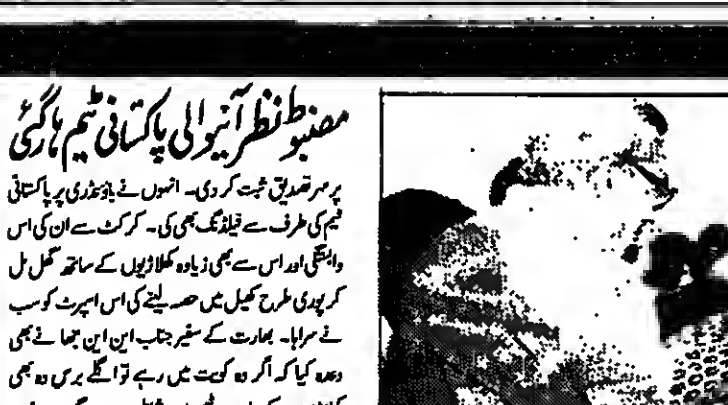 مضبوط نظر آنیوالی پاکستانی ٹیم ہار گئی
پر مہر تصدیق ثبت کر دی۔ انہوں نے باؤنڈری پر پاکستانی
ٹیم کی طرف سے فیلڈنگ بھی کی۔ کرکٹ سے ان کی اس
وابستگی اور اس سے بھی زیادہ کھلاڑیوں کے ساتھ گھل مل
کر پوری طرح کھیل میں حصہ لینے کی اس اسپرٹ کو سب
نے سراہا۔ بھارت کے سفیر جناب این این جھا نے بھی
وعدہ کیا کہ اگر وہ کویت میں رہے تو اگلے برس وہ بھی